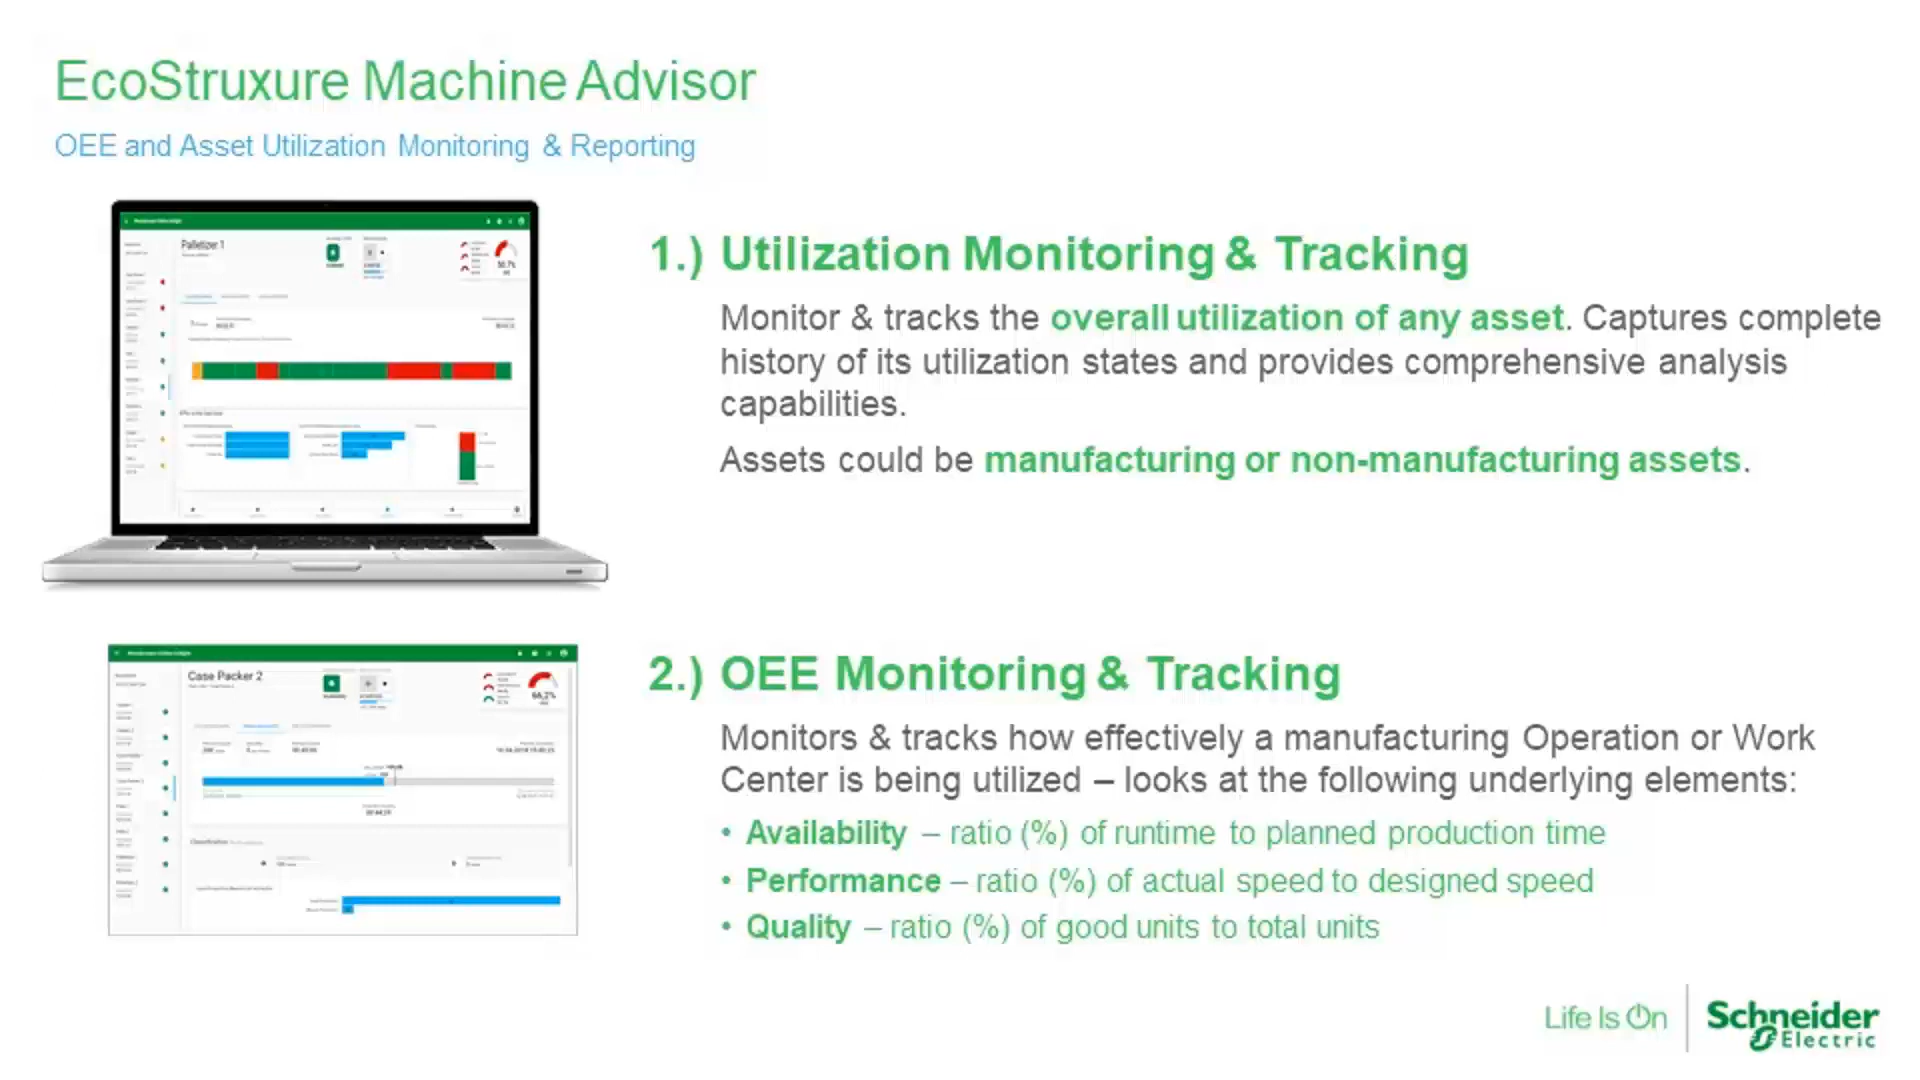 EcoStruxure Machine Advisor
OEE and Asset Utilization Monitoring & Reporting
Palletizer 1
1.) Utilization Monitoring & Tracking
Monitor & tracks the overall utilization of any asset. Captures complete
history of its utilization states and provides comprehensive analysis
capabilities.
Assets could be manufacturing or non-manufacturing assets.
Case Packer 2
2.) OEE Monitoring & Tracking
Monitors & tracks how effectively a manufacturing Operation or Work
Center is being utilized – looks at the following underlying elements:
• Availability – ratio (%) of runtime to planned production time
• Performance – ratio (%) of actual speed to designed speed
• Quality – ratio (%) of good units to total units
Life Is On
Schneider
Electric